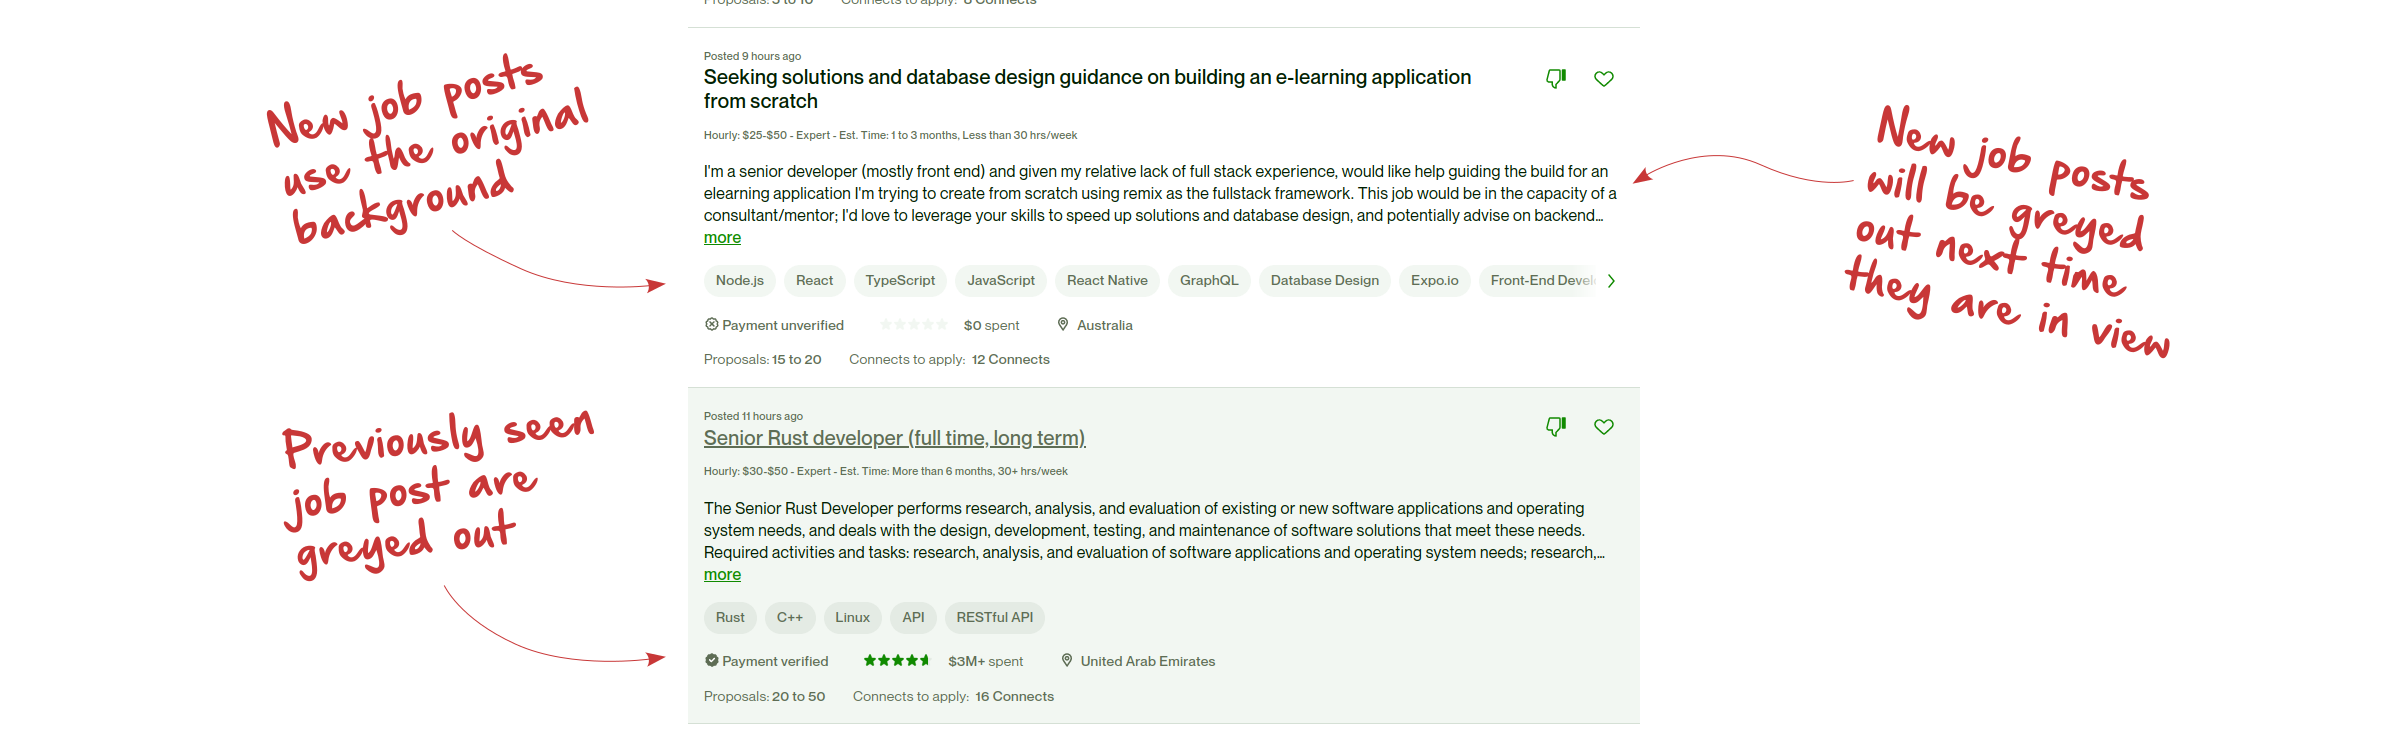 Proposals: 5 to 10 Connects to apply: 8 Connects
New job posts
use the original
background
Posted 9 hours ago
Seeking solutions and database design guidance on building an e-learning application
from scratch
Hourly: $25-$50 - Expert - Est. Time: 1 to 3 months, Less than 30 hrs/week
I'm a senior developer (mostly front end) and given my relative lack of full stack experience, would like help guiding the build for an
elearning application I'm trying to create from scratch using remix as the fullstack framework. This job would be in the capacity of a
consultant/mentor; I'd love to leverage your skills to speed up solutions and database design, and potentially advise on backend...
more
Node.js React TypeScript JavaScript React Native GraphQL Database Design Expo.io Front-End Devel
Payment unverified $0 spent Australia
Proposals: 15 to 20 Connects to apply: 12 Connects
New job posts
will be greyed
out next time
they are in view
Previously seen
job post are
greyed out
Posted 11 hours ago
Senior Rust developer (full time, long term)
Hourly: $30-$50 - Expert - Est. Time: More than 6 months, 30+ hrs/week
The Senior Rust Developer performs research, analysis, and evaluation of existing or new software applications and operating
system needs, and deals with the design, development, testing, and maintenance of software solutions that meet these needs.
Required activities and tasks: research, analysis, and evaluation of software applications and operating system needs; research,...
more
Rust C++ Linux API RESTful API
Payment verified $3M+ spent United Arab Emirates
Proposals: 20 to 50 Connects to apply: 16 Connects